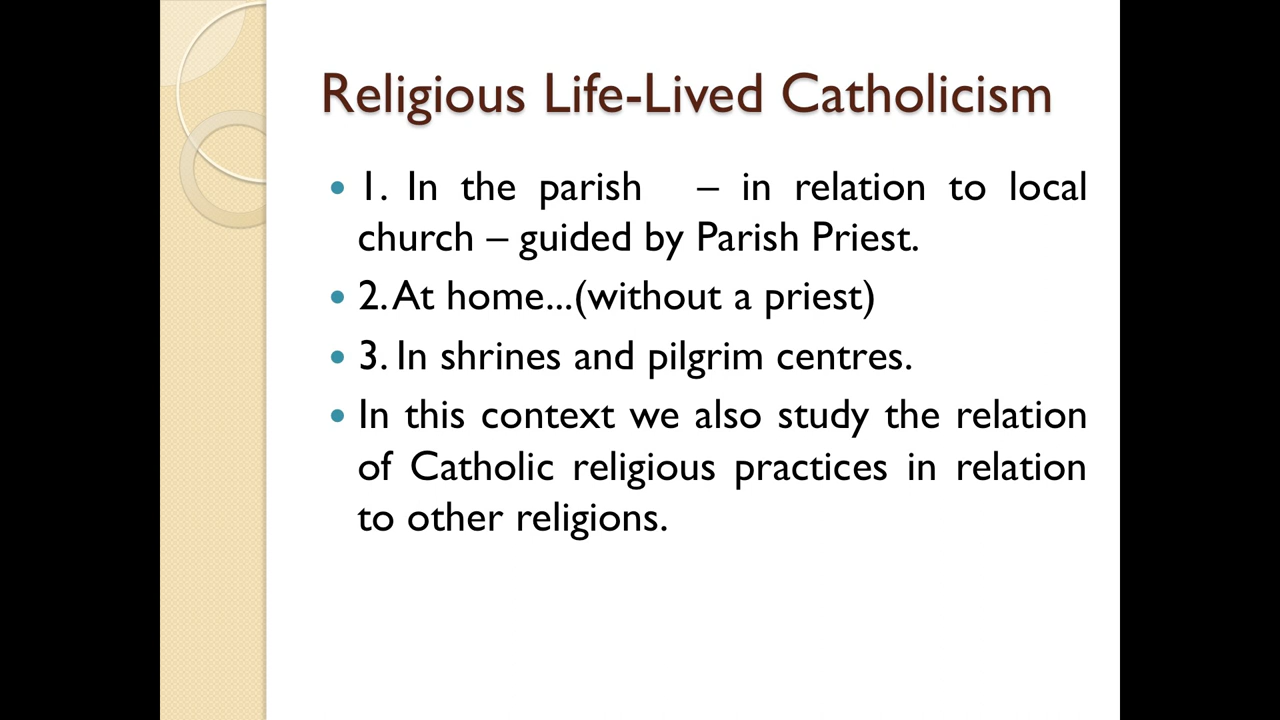 Religious Life-Lived Catholicism
• 1. In the parish – in relation to local
church – guided by Parish Priest.
• 2. At home...(without a priest)
• 3. In shrines and pilgrim centres.
• In this context we also study the relation
of Catholic religious practices in relation
to other religions.